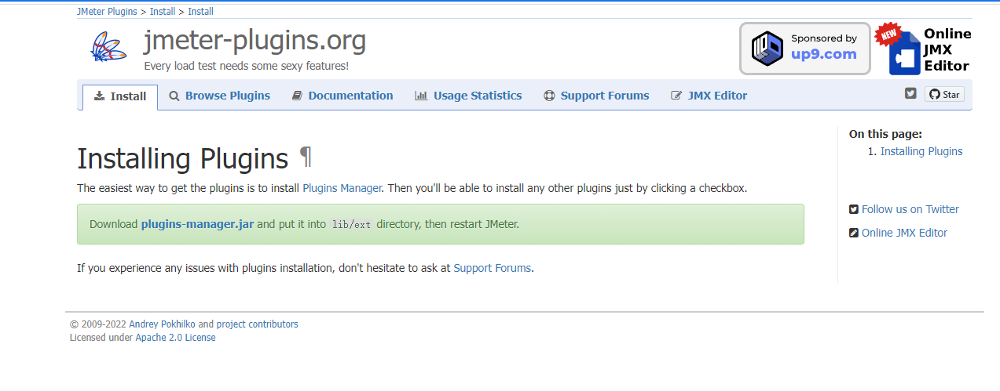 JMeter Plugins > Install > Install
jmeter-plugins.org
Every load test needs some sexy features!
Sponsored by
up9.com
NEW
Online
JMX
Editor
Install
Browse Plugins
Documentation
Usage Statistics
Support Forums
JMX Editor
Star
Installing Plugins ¶
The easiest way to get the plugins is to install Plugins Manager. Then you'll be able to install any other plugins just by clicking a checkbox.
Download plugins-manager.jar and put it into lib/ext directory, then restart JMeter.
If you experience any issues with plugins installation, don't hesitate to ask at Support Forums.
On this page:
1. Installing Plugins
Follow us on Twitter
Online JMX Editor
© 2009-2022 Andrey Pokhilko and project contributors
Licensed under Apache 2.0 License